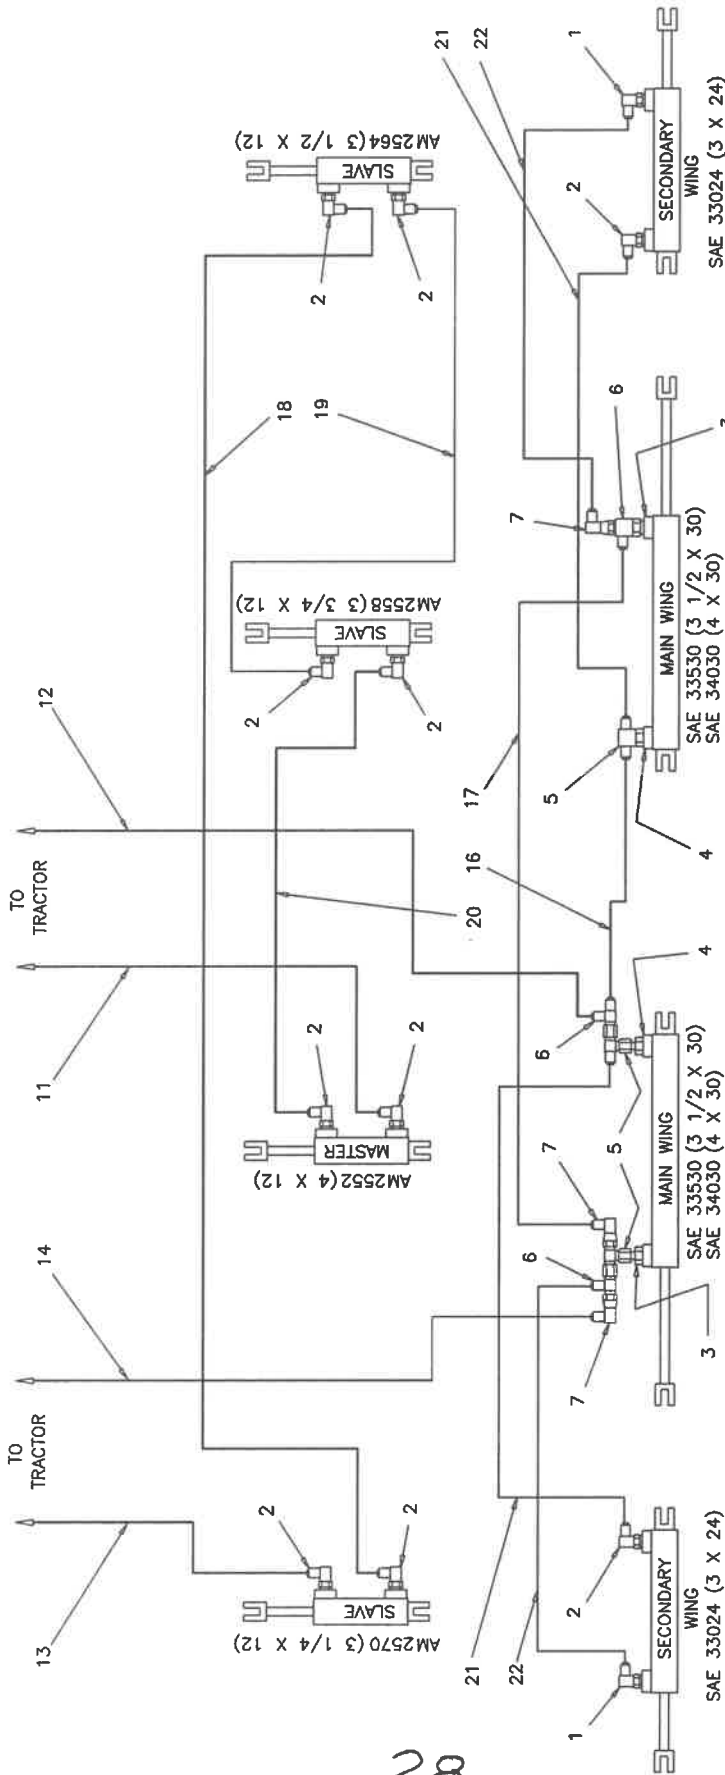 TO
TRACTOR
TO
TRACTOR
13
14
11
12
2
2
SLAVE
AM2570 (3 1/4 X 12)
2
2
MASTER
AM2552 (4 X 12)
20
2
2
SLAVE
AM2558 (3 3/4 X 12)
18
19
2
2
SLAVE
AM2564 (3 1/2 X 12)
21
22
1
2
SECONDARY
WING
SAE 33024 (3 X 24)
7
6
7
3
5
6
4
MAIN WING
SAE 33530 (3 1/2 X 30)
SAE 34030 (4 X 30)
16
17
5
4
7
6
MAIN WING
SAE 33530 (3 1/2 X 30)
SAE 34030 (4 X 30)
21
22
2
1
SECONDARY
WING
SAE 33024 (3 X 24)